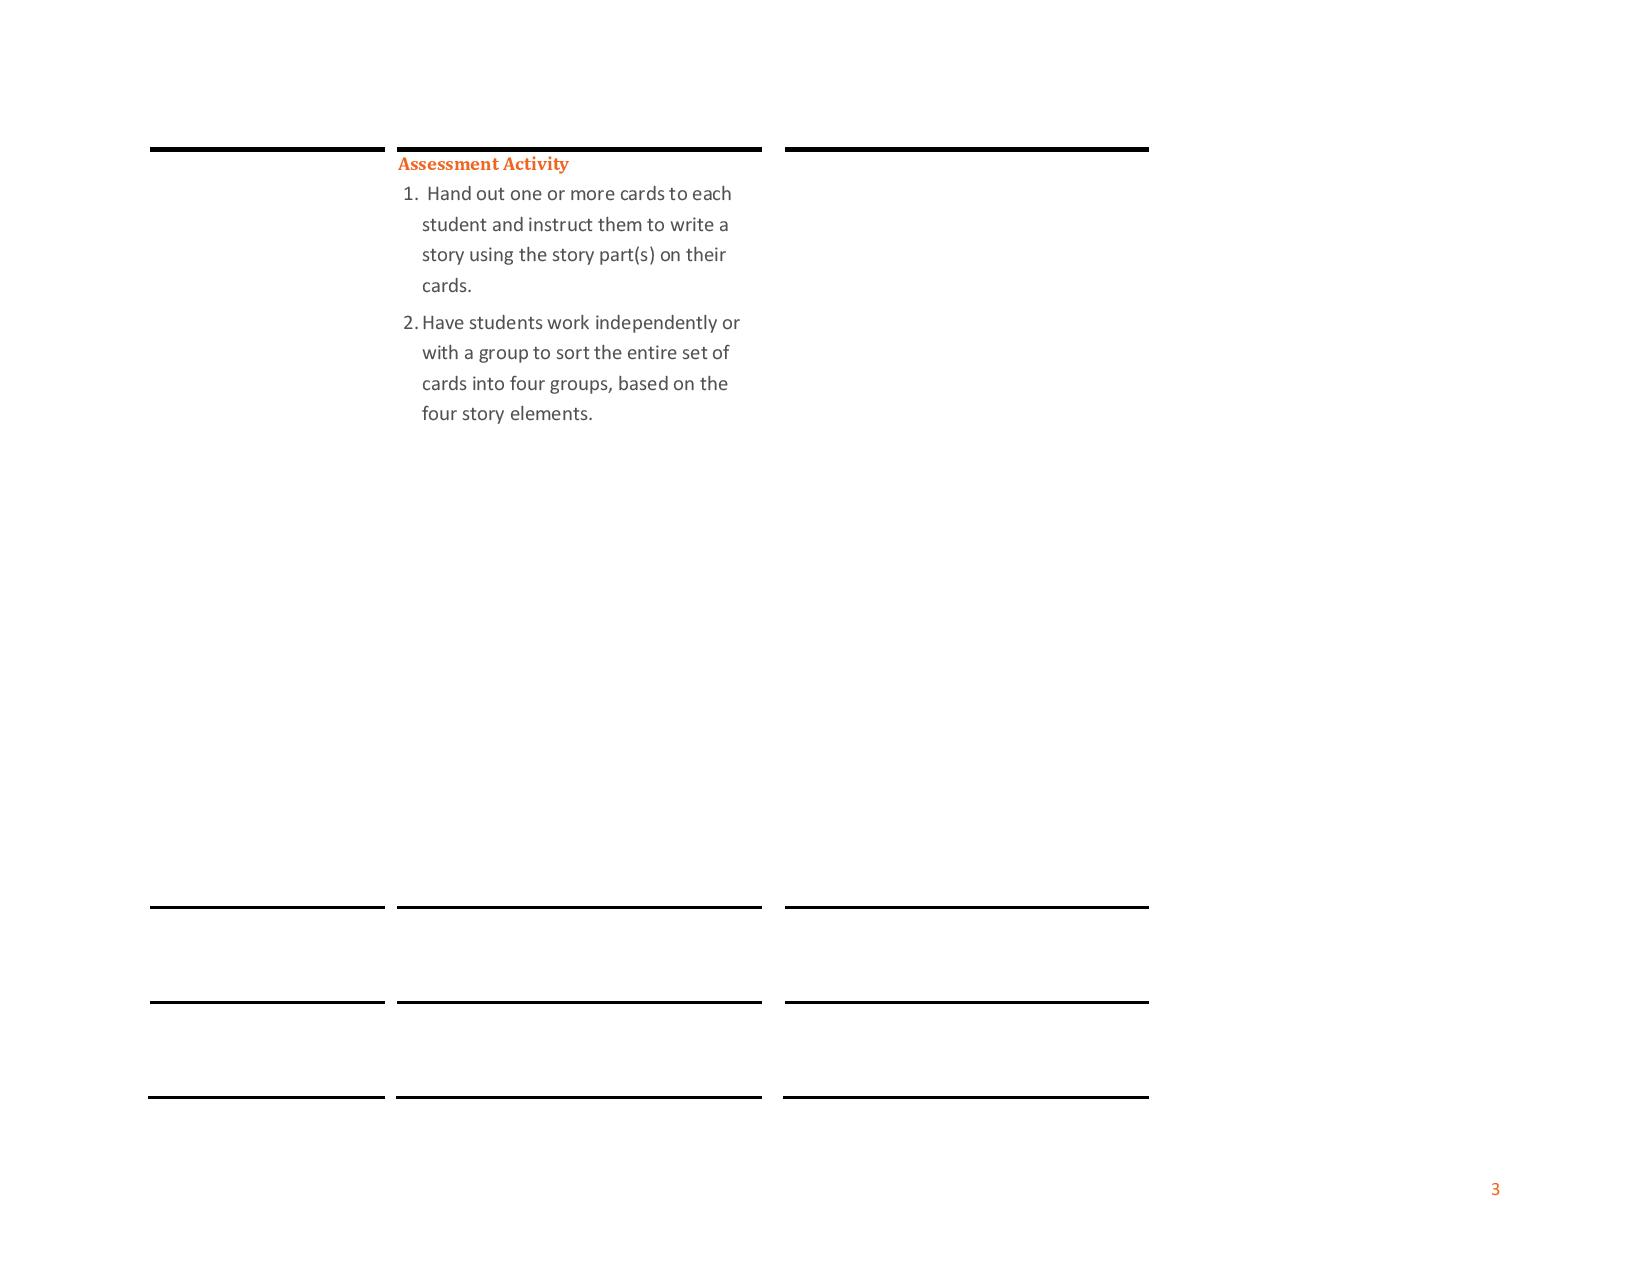 Assessment Activity
1. Hand out one or more cards to each
student and instruct them to write a
story using the story part(s) on their
cards.
2. Have students work independently or
with a group to sort the entire set of
cards into four groups, based on the
four story elements.
3